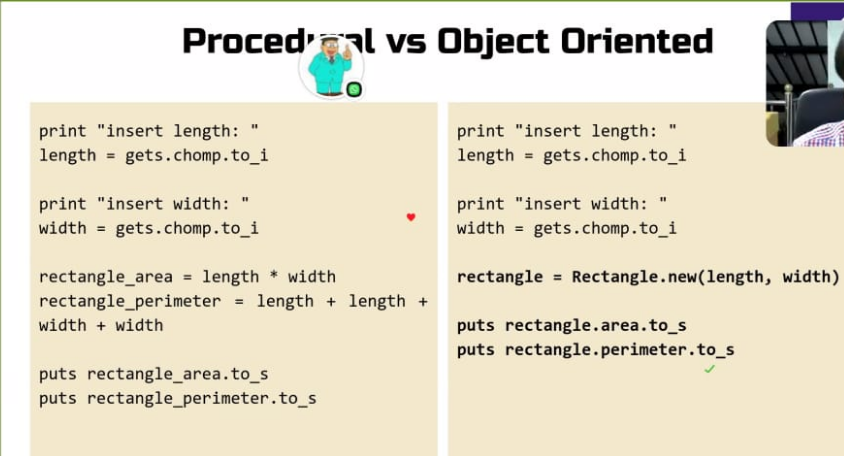 Procedural vs Object Oriented
print "insert length: "
length = gets.chomp.to_i
print "insert width: "
width = gets.chomp.to_i
rectangle_area = length * width
rectangle_perimeter = length + length +
width + width
puts rectangle_area.to_s
puts rectangle_perimeter.to_s
print "insert length: "
length = gets.chomp.to_i
print "insert width: "
width = gets.chomp.to_i
rectangle = Rectangle.new(length, width)
puts rectangle.area.to_s
puts rectangle.perimeter.to_s